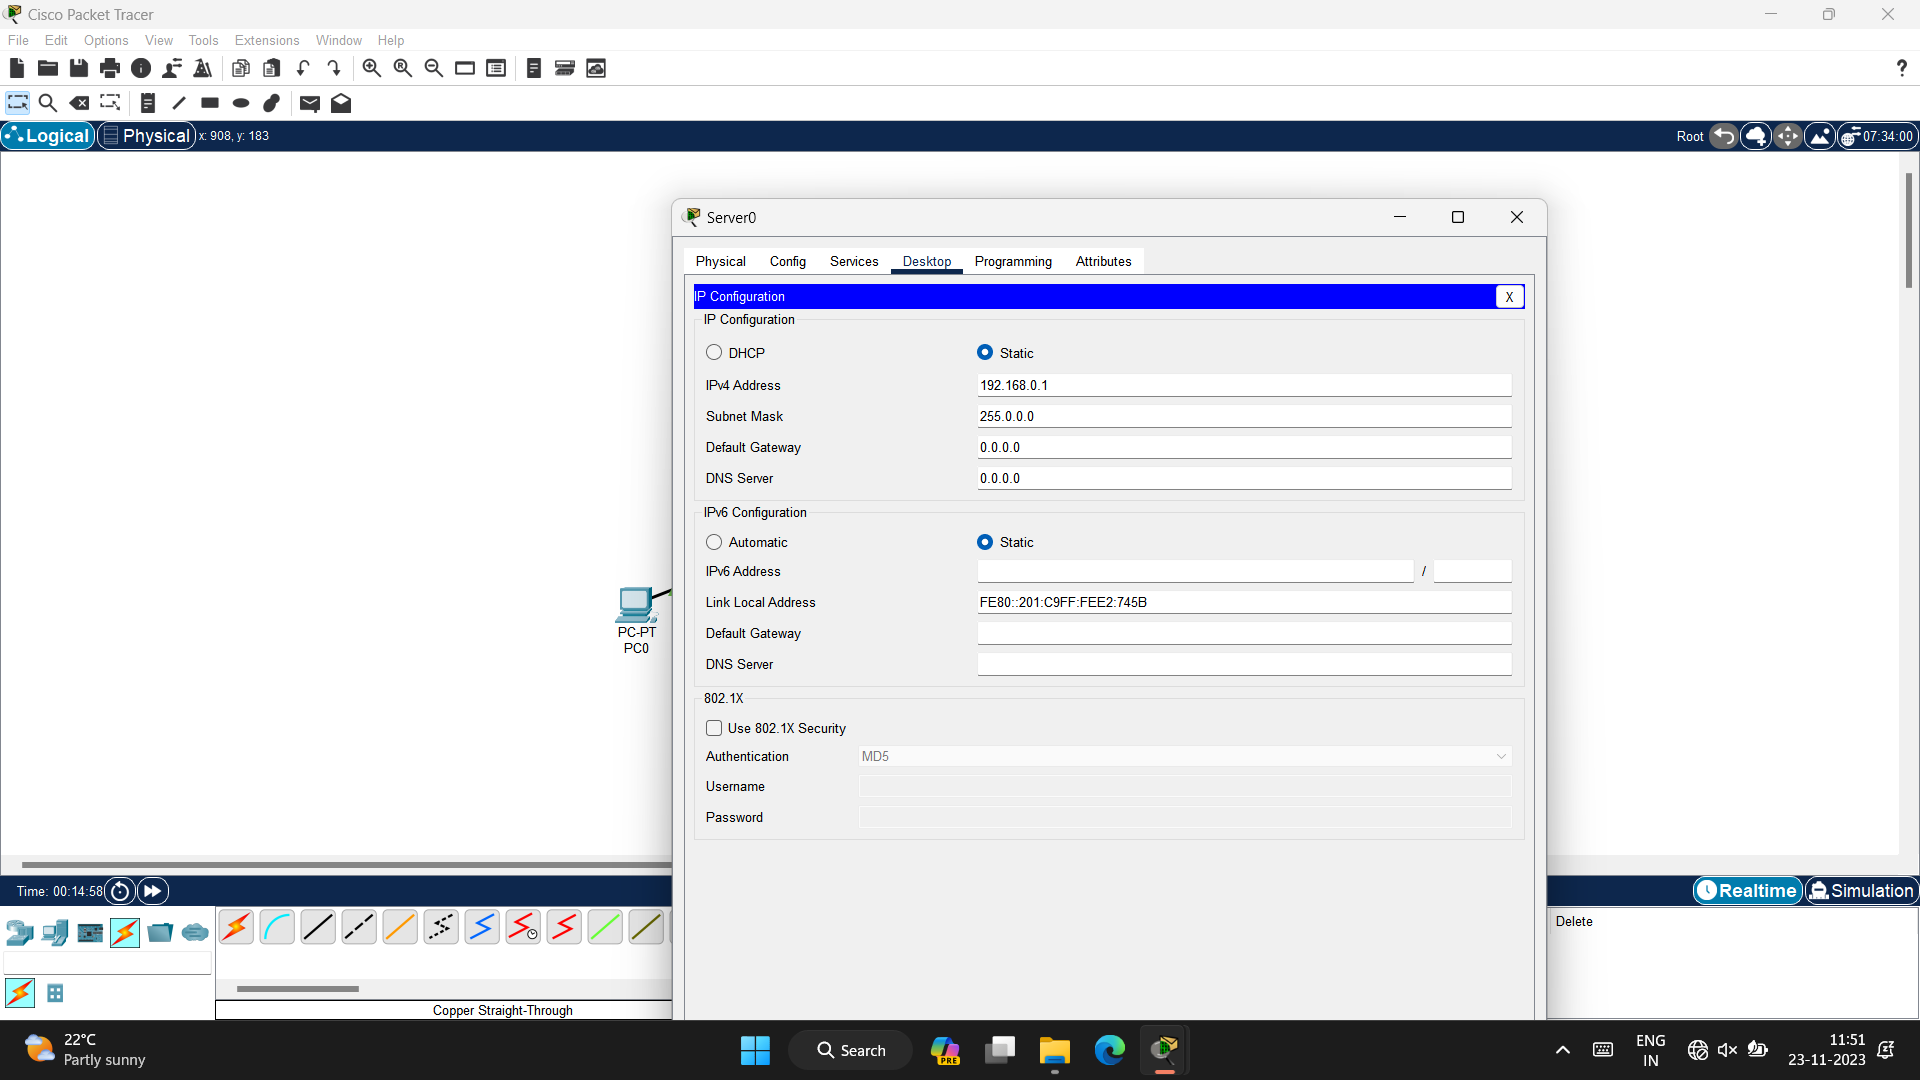 Cisco Packet Tracer
File Edit Options View Tools Extensions Window Help
?
Logical Physical x: 908, y: 183 Root 07:34:00
Server0
Physical Config Services Desktop Programming Attributes
IP Configuration X
IP Configuration
DHCP Static
IPv4 Address 192.168.0.1
Subnet Mask 255.0.0.0
Default Gateway 0.0.0.0
DNS Server 0.0.0.0
IPv6 Configuration
Automatic Static
IPv6 Address /
Link Local Address FE80::201:C9FF:FEE2:745B
Default Gateway
DNS Server
802.1X
Use 802.1X Security
Authentication MD5
Username
Password
PC-PT
PC0
Time: 00:14:58 Realtime Simulation
Delete
Copper Straight-Through
22°C
Partly sunny
Search
PRE
ENG
IN
11:51
23-11-2023